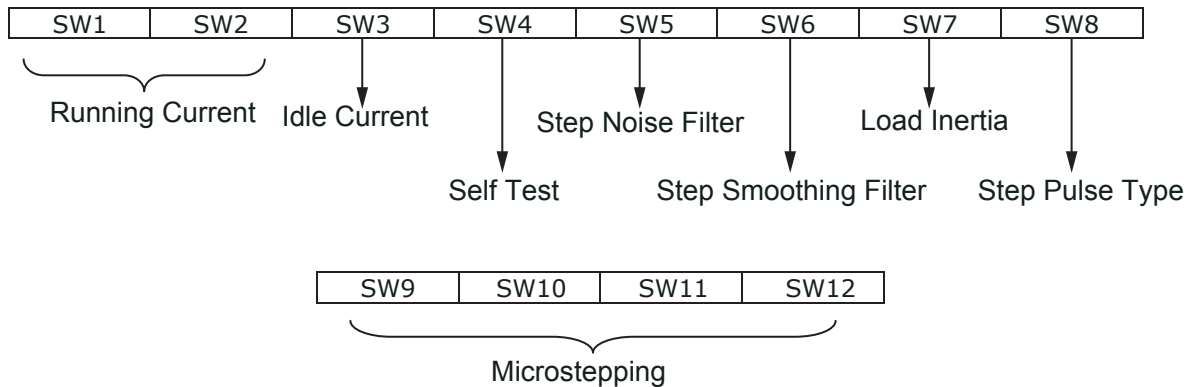 SW1 SW2 SW3 SW4 SW5 SW6 SW7 SW8
Running Current Idle Current Step Noise Filter Load Inertia
Self Test Step Smoothing Filter Step Pulse Type
SW9 SW10 SW11 SW12
Microstepping